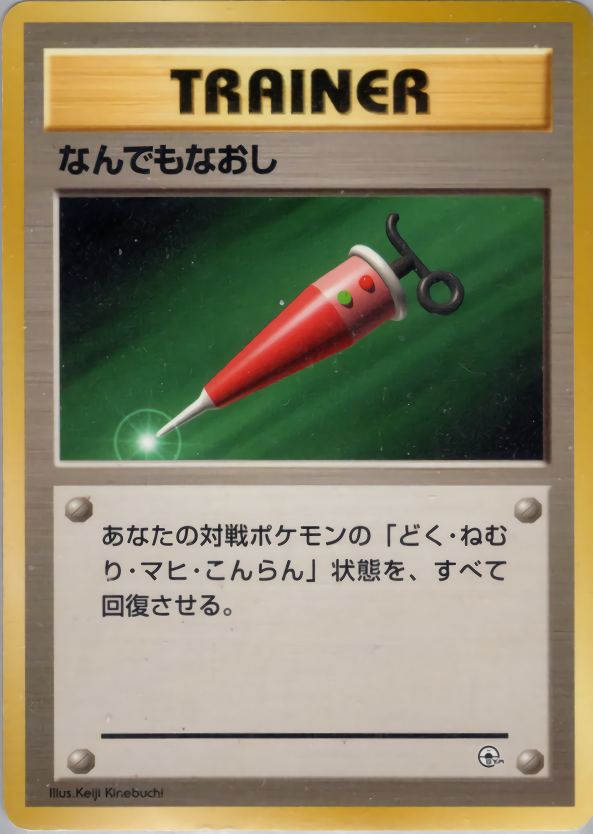 TRAINER
なんでもなおし
あなたの対戦ポケモンの「どく・ねむ
り・マヒ・こんらん」状態を、すべて
回復させる。
GYM
Illus.Keiji Kinebuchi